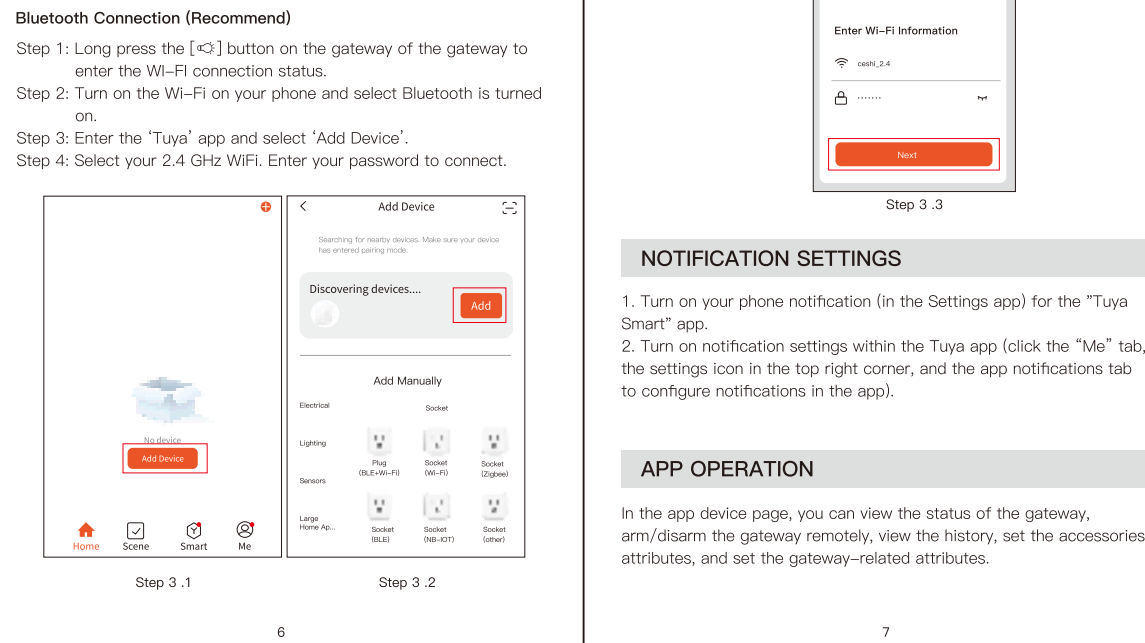 Bluetooth Connection (Recommend)
Step 1: Long press the [ ] button on the gateway of the gateway to
enter the WI-FI connection status.
Step 2: Turn on the Wi-Fi on your phone and select Bluetooth is turned
on.
Step 3: Enter the ‘Tuya’ app and select ‘Add Device’.
Step 4: Select your 2.4 GHz WiFi. Enter your password to connect.
No device
Add Device
Home Scene Smart Me
Step 3 .1
Add Device
Searching for nearby devices. Make sure your device
has entered pairing mode.
Discovering devices....
Add
Add Manually
Electrical
Lighting
Sensors
Large
Home Ap...
Socket
Plug
(BLE+Wi-Fi)
Socket
(Wi-Fi)
Socket
(Zigbee)
Socket
(BLE)
Socket
(NB-IOT)
Socket
(other)
Step 3 .2
6
Enter Wi-Fi Information
ceshi_2.4
·······
Next
Step 3 .3
NOTIFICATION SETTINGS
1. Turn on your phone notification (in the Settings app) for the ”Tuya
Smart” app.
2. Turn on notification settings within the Tuya app (click the “Me” tab,
the settings icon in the top right corner, and the app notifications tab
to configure notifications in the app).
APP OPERATION
In the app device page, you can view the status of the gateway,
arm/disarm the gateway remotely, view the history, set the accessories
attributes, and set the gateway-related attributes.
7